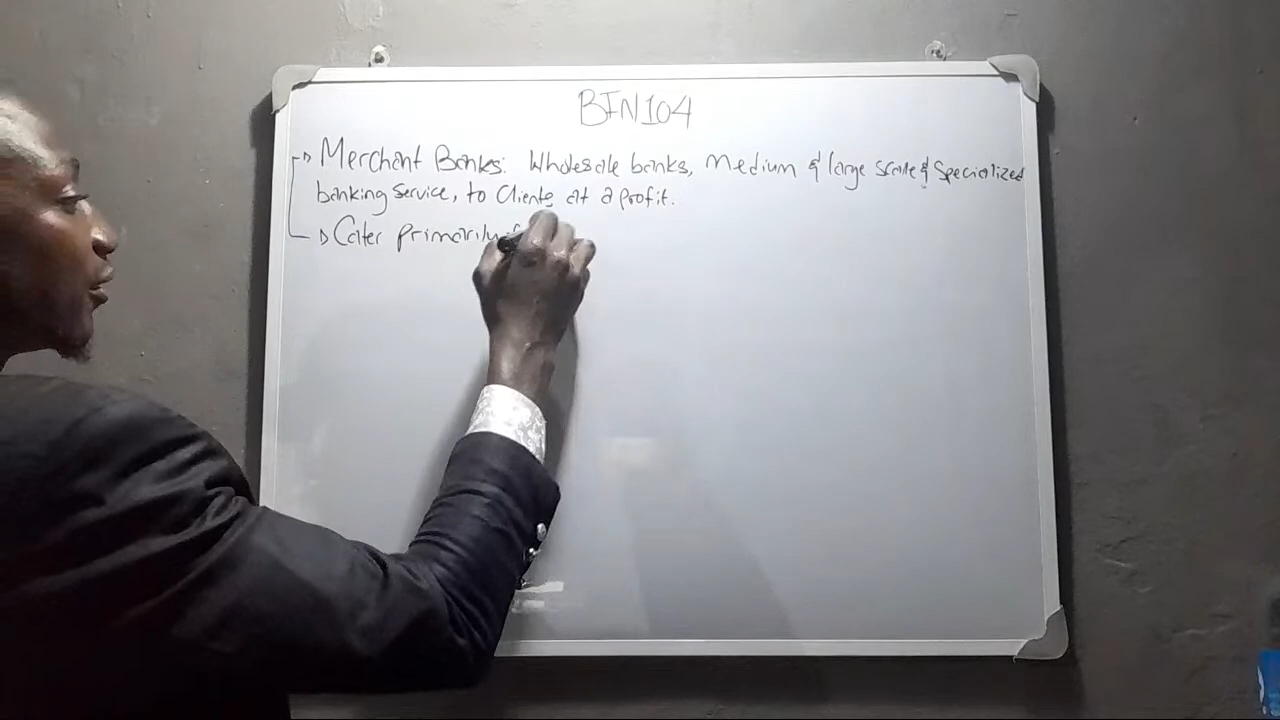 BFN104
Merchant Banks: Wholesale banks, Medium & large scale & Specialized
banking service, to Clients at a profit.
Cater primarily